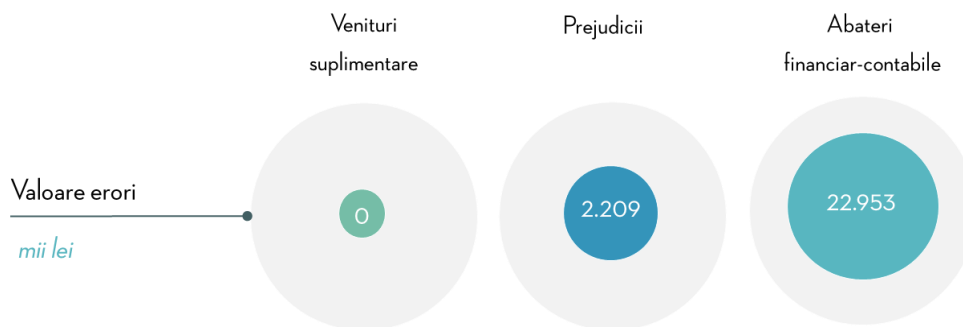 Venituri
suplimentare
Prejudicii
Abateri
financiar-contabile
Valoare erori
mii lei
0
2.209
22.953